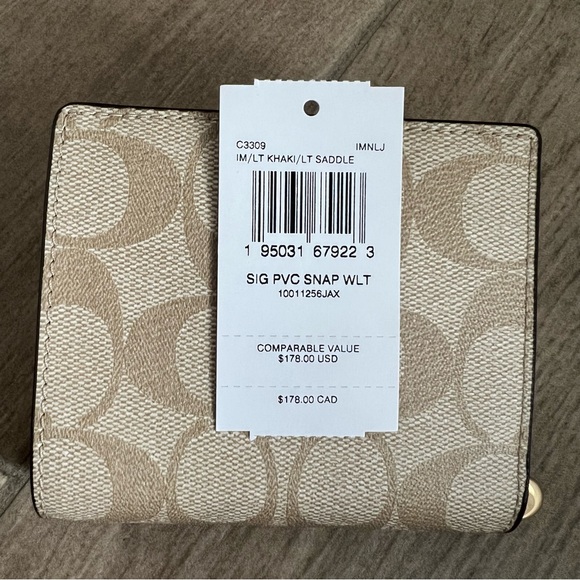 C3309 IMNLJ
IM/LT KHAKI/LT SADDLE
1 95031 67922 3
SIG PVC SNAP WLT
10011256JAX
COMPARABLE VALUE
$178.00 USD
$178.00 CAD